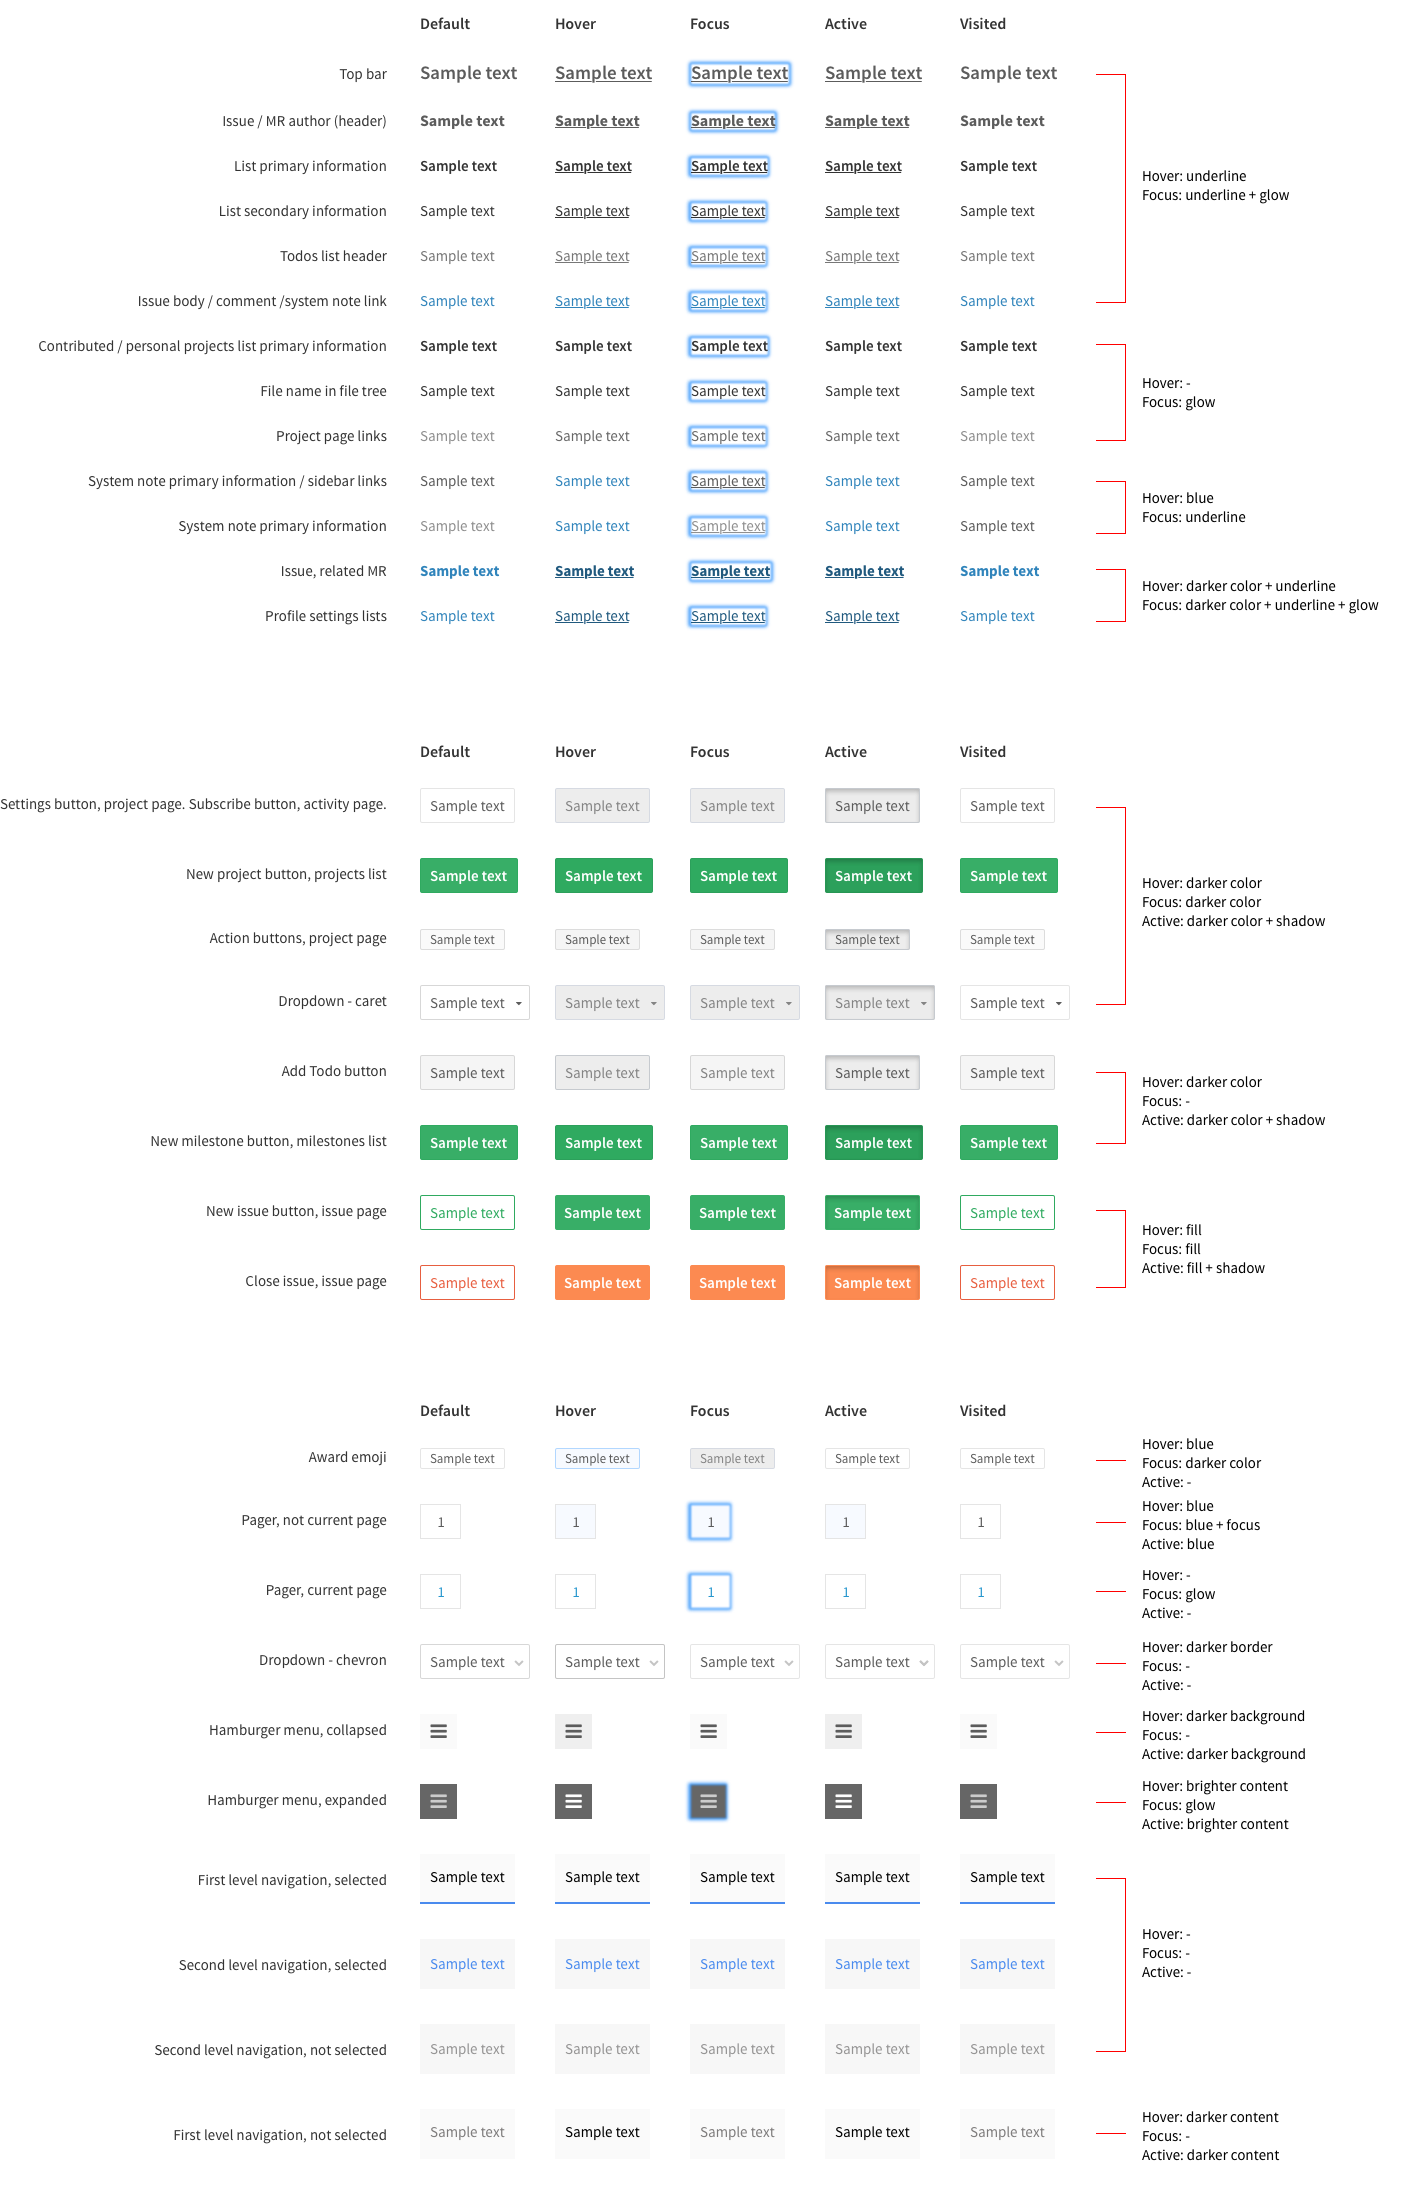 Default Hover Focus Active Visited
Top bar Sample text Sample text Sample text Sample text Sample text
Issue / MR author (header) Sample text Sample text Sample text Sample text Sample text
List primary information Sample text Sample text Sample text Sample text Sample text
Hover: underline
Focus: underline + glow
List secondary information Sample text Sample text Sample text Sample text Sample text
Todos list header Sample text Sample text Sample text Sample text Sample text
Issue body / comment /system note link Sample text Sample text Sample text Sample text Sample text
Contributed / personal projects list primary information Sample text Sample text Sample text Sample text Sample text
Hover: -
Focus: glow
File name in file tree Sample text Sample text Sample text Sample text Sample text
Project page links Sample text Sample text Sample text Sample text Sample text
System note primary information / sidebar links Sample text Sample text Sample text Sample text Sample text
Hover: blue
Focus: underline
System note primary information Sample text Sample text Sample text Sample text Sample text
Issue, related MR Sample text Sample text Sample text Sample text Sample text
Hover: darker color + underline
Focus: darker color + underline + glow
Profile settings lists Sample text Sample text Sample text Sample text Sample text
Default Hover Focus Active Visited
Settings button, project page. Subscribe button, activity page. Sample text Sample text Sample text Sample text Sample text
New project button, projects list Sample text Sample text Sample text Sample text Sample text
Hover: darker color
Focus: darker color
Active: darker color + shadow
Action buttons, project page Sample text Sample text Sample text Sample text Sample text
Dropdown - caret Sample text Sample text Sample text Sample text Sample text
Add Todo button Sample text Sample text Sample text Sample text Sample text
Hover: darker color
Focus: -
Active: darker color + shadow
New milestone button, milestones list Sample text Sample text Sample text Sample text Sample text
New issue button, issue page Sample text Sample text Sample text Sample text Sample text
Hover: fill
Focus: fill
Active: fill + shadow
Close issue, issue page Sample text Sample text Sample text Sample text Sample text
Default Hover Focus Active Visited
Award emoji Sample text Sample text Sample text Sample text Sample text
Hover: blue
Focus: darker color
Active: -
Pager, not current page 1 1 1 1 1
Hover: blue
Focus: blue + focus
Active: blue
Pager, current page 1 1 1 1 1
Hover: -
Focus: glow
Active: -
Dropdown - chevron Sample text Sample text Sample text Sample text Sample text
Hover: darker border
Focus: -
Active: -
Hamburger menu, collapsed
Hover: darker background
Focus: -
Active: darker background
Hamburger menu, expanded
Hover: brighter content
Focus: glow
Active: brighter content
First level navigation, selected Sample text Sample text Sample text Sample text Sample text
Hover: -
Focus: -
Active: -
Second level navigation, selected Sample text Sample text Sample text Sample text Sample text
Second level navigation, not selected Sample text Sample text Sample text Sample text Sample text
First level navigation, not selected Sample text Sample text Sample text Sample text Sample text
Hover: darker content
Focus: -
Active: darker content